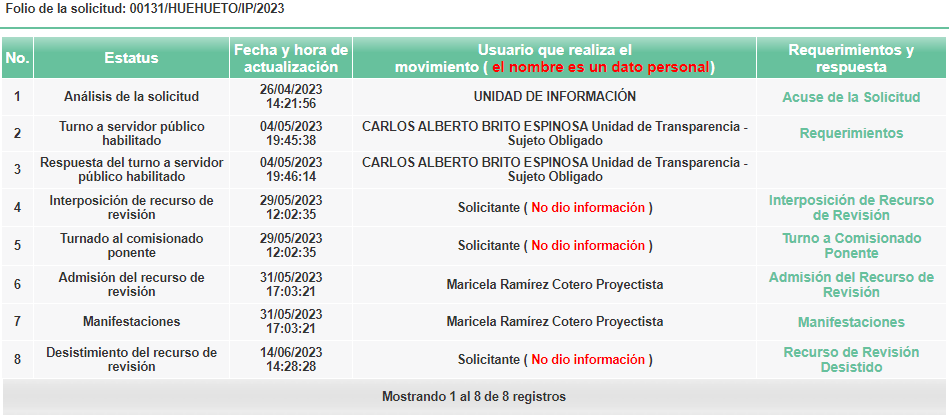 Folio de la solicitud: 00131/HUEHUETO/IP/2023
No. Estatus Fecha y hora de actualización Usuario que realiza el movimiento ( el nombre es un dato personal) Requerimientos y respuesta
1 Análisis de la solicitud 26/04/2023 14:21:56 UNIDAD DE INFORMACIÓN Acuse de la Solicitud
2 Turno a servidor público habilitado 04/05/2023 19:45:38 CARLOS ALBERTO BRITO ESPINOSA Unidad de Transparencia - Sujeto Obligado Requerimientos
3 Respuesta del turno a servidor público habilitado 04/05/2023 19:46:14 CARLOS ALBERTO BRITO ESPINOSA Unidad de Transparencia - Sujeto Obligado
4 Interposición de recurso de revisión 29/05/2023 12:02:35 Solicitante ( No dio información ) Interposición de Recurso de Revisión
5 Turnado al comisionado ponente 29/05/2023 12:02:35 Solicitante ( No dio información ) Turno a Comisionado Ponente
6 Admisión del recurso de revisión 31/05/2023 17:03:21 Maricela Ramírez Cotero Proyectista Admisión del Recurso de Revisión
7 Manifestaciones 31/05/2023 17:03:21 Maricela Ramírez Cotero Proyectista Manifestaciones
8 Desistimiento del recurso de revisión 14/06/2023 14:28:28 Solicitante ( No dio información ) Recurso de Revisión Desistido
Mostrando 1 al 8 de 8 registros